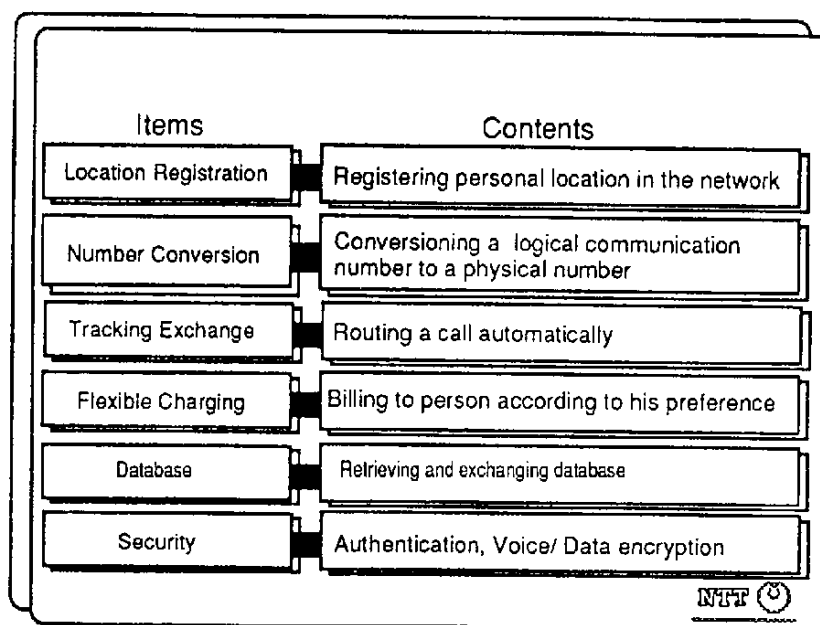 Items
Contents
Location Registration
Registering personal location in the network
Number Conversion
Conversioning a logical communication
number to a physical number
Tracking Exchange
Routing a call automatically
Flexible Charging
Billing to person according to his preference
Database
Retrieving and exchanging database
Security
Authentication, Voice/ Data encryption
NTT